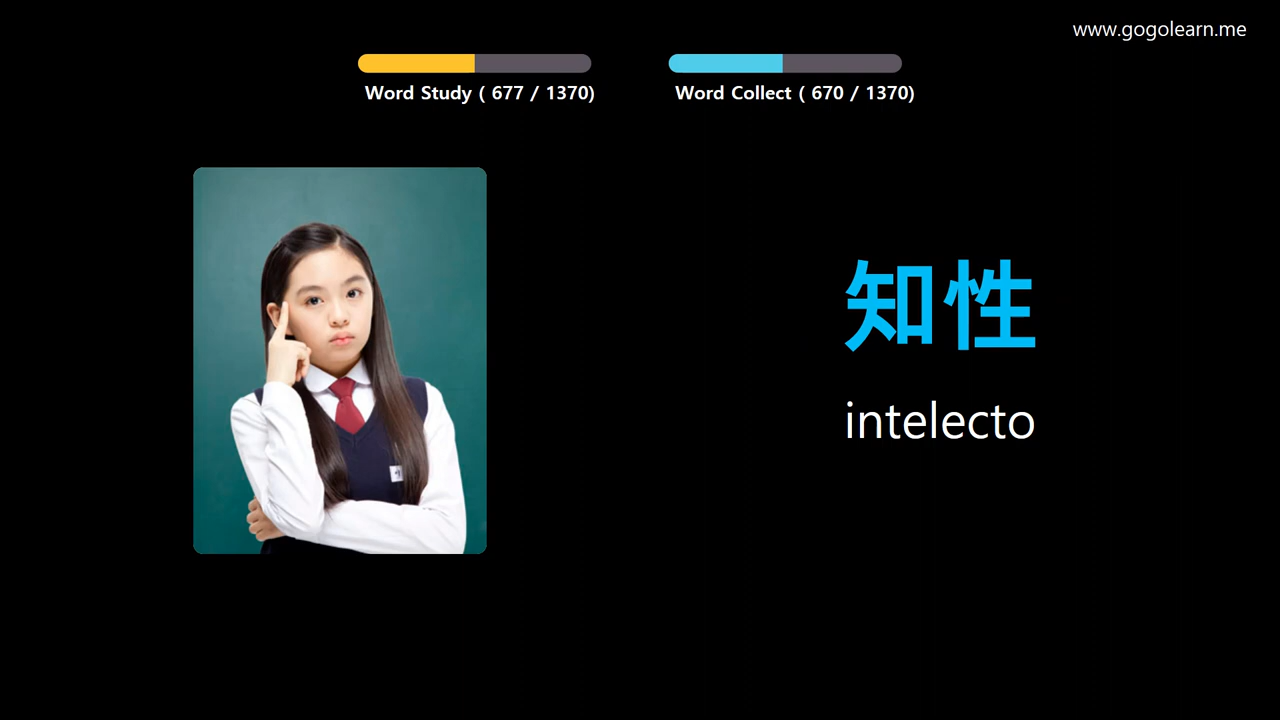 www.gogolearn.me
Word Study ( 677 / 1370)
Word Collect ( 670 / 1370)
知性
intelecto